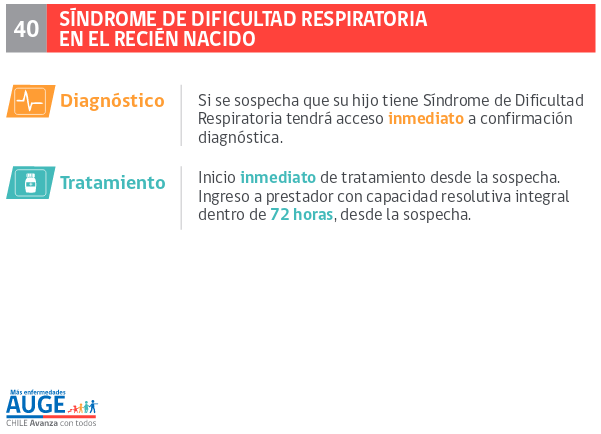 40
SÍNDROME DE DIFICULTAD RESPIRATORIA
EN EL RECIÉN NACIDO
Diagnóstico
Si se sospecha que su hijo tiene Síndrome de Dificultad
Respiratoria tendrá acceso inmediato a confirmación
diagnóstica.
Tratamiento
Inicio inmediato de tratamiento desde la sospecha.
Ingreso a prestador con capacidad resolutiva integral
dentro de 72 horas, desde la sospecha.
Más enfermedades
AUGE
CHILE Avanza con todos